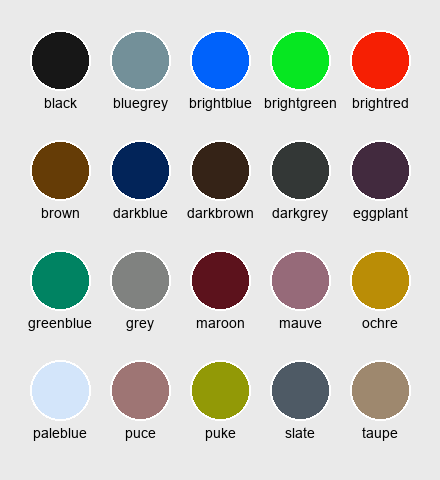 black bluegrey brightblue brightgreen brightred
brown darkblue darkbrown darkgrey eggplant
greenblue grey maroon mauve ochre
paleblue puce puke slate taupe